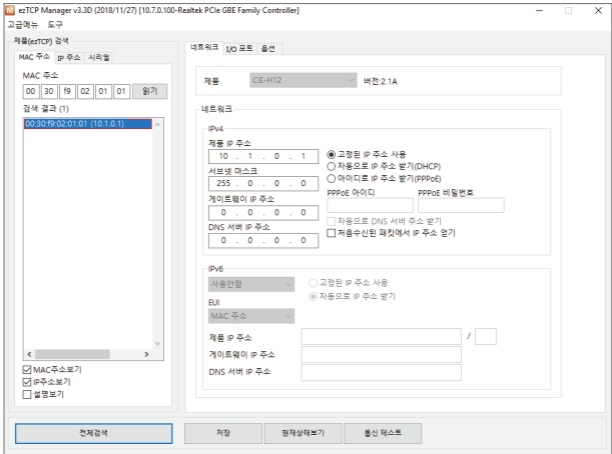 ezTCP Manager v3.3D (2018/11/27) [10.7.0.100-Realtek PCIe GBE Family Controller]
고급메뉴 도구
제품(ezTCP) 검색
MAC 주소 IP 주소 시리얼
MAC 주소
00 30 f9 02 01 01 읽기
검색 결과 (1)
00:30:f9:02:01:01 (10.1.0.1)
MAC주소보기
IP주소보기
설명보기
전체검색
네트워크 I/O 포트 옵션
제품 CIE-H12 버전:2.1A
네트워크
IPv4
제품 IP 주소
10 . 1 . 0 . 1
서브넷 마스크
255 . 0 . 0 . 0
게이트웨이 IP 주소
0 . 0 . 0 . 0
DNS 서버 IP 주소
0 . 0 . 0 . 0
고정된 IP 주소 사용
자동으로 IP 주소 받기(DHCP)
아이디로 IP 주소 받기(PPPoE)
PPPoE 아이디 PPPoE 비밀번호
자동으로 DNS 서버 주소 받기
처음수신된 패킷에서 IP 주소 얻기
IPv6
사용안함
EUI
MAC 주소
고정된 IP 주소 사용
자동으로 IP 주소 받기
제품 IP 주소 /
게이트웨이 IP 주소
DNS 서버 IP 주소
저장 현재상태보기 통신 테스트